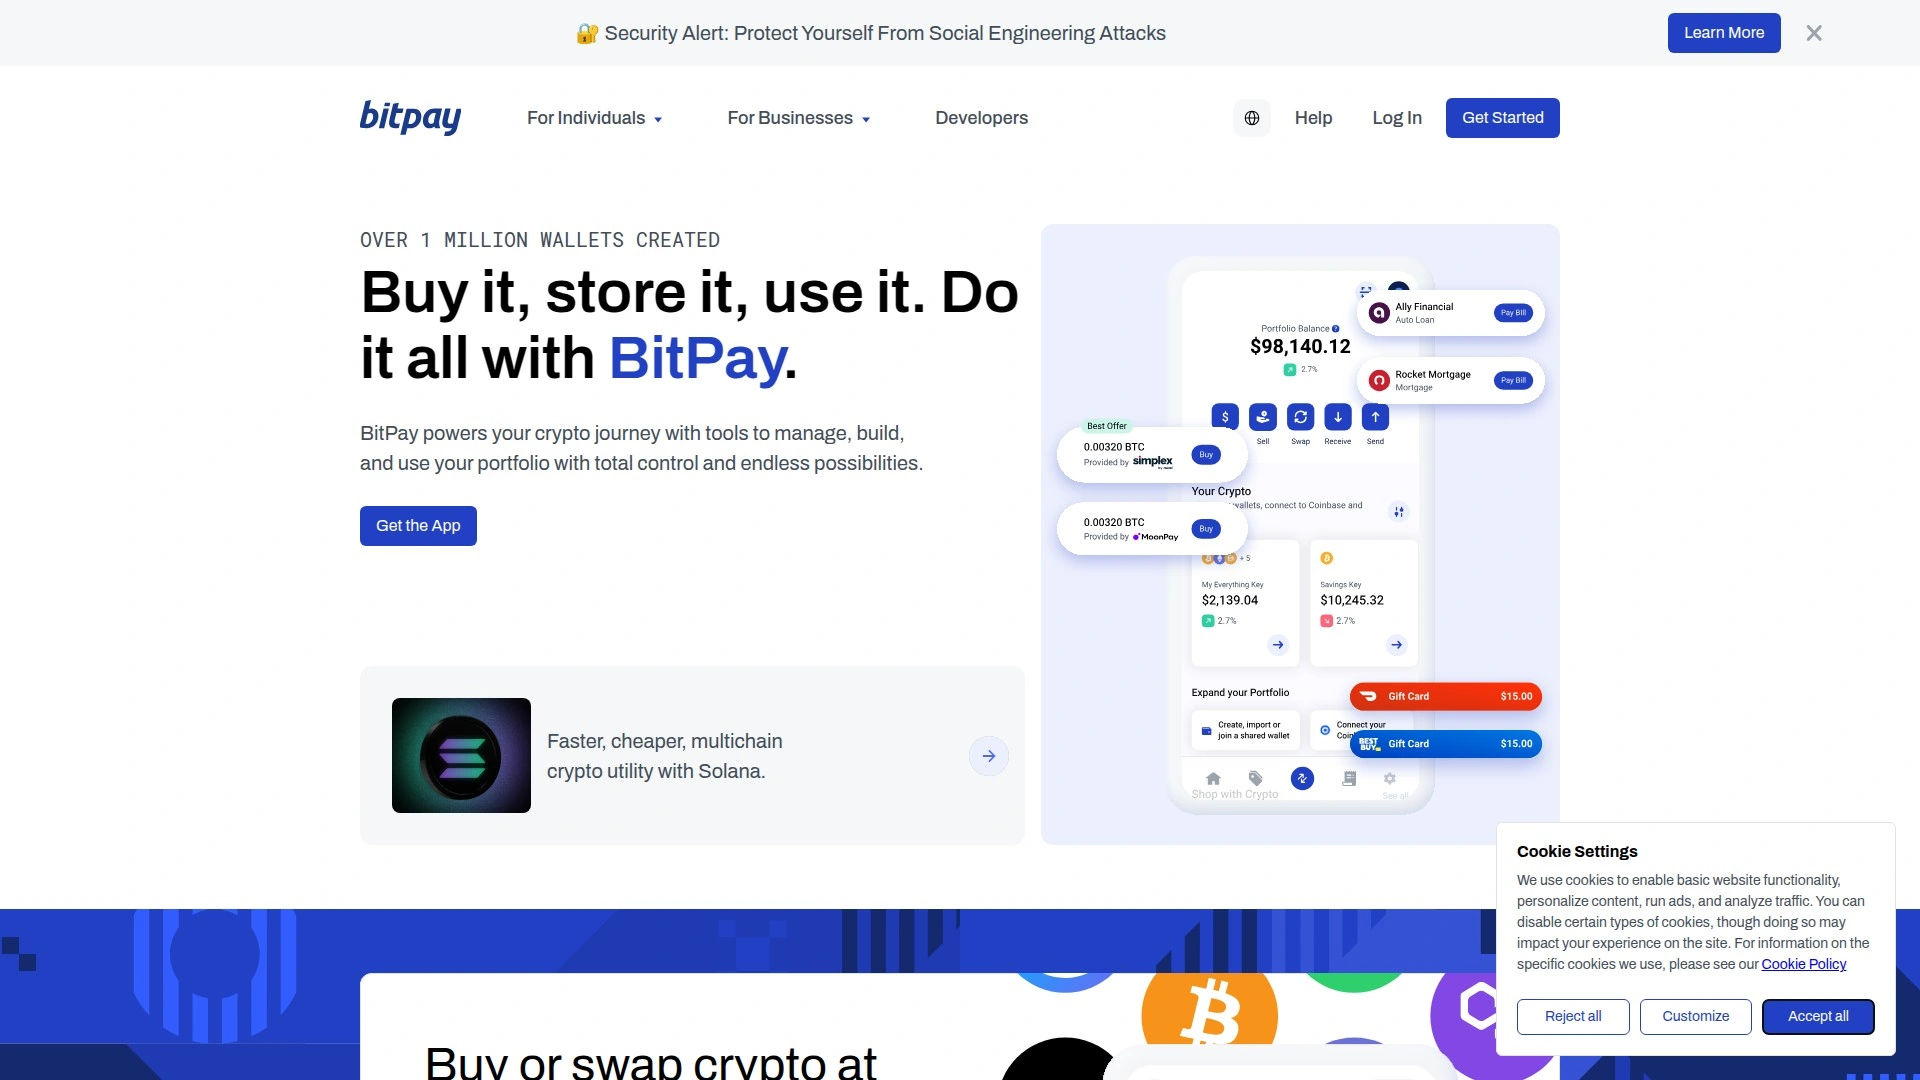 🔐 Security Alert: Protect Yourself From Social Engineering Attacks
Learn More
bitpay
For Individuals
For Businesses
Developers
Help
Log In
Get Started
OVER 1 MILLION WALLETS CREATED
Buy it, store it, use it. Do
it all with BitPay.
BitPay powers your crypto journey with tools to manage, build,
and use your portfolio with total control and endless possibilities.
Get the App
Faster, cheaper, multichain
crypto utility with Solana.
Ally Financial
Auto Loan
Pay Bill
Portfolio Balance
$98,140.12
2.7%
Rocket Mortgage
Mortgage
Pay Bill
Sell
Swap
Receive
Send
Best Offer
0.00320 BTC
Provided by simplex
Buy
Your Crypto
wallets, connect to Coinbase and
0.00320 BTC
Provided by MoonPay
Buy
+ 5
My Everything Key
$2,139.04
2.7%
Savings Key
$10,245.32
2.7%
Expand your Portfolio
Gift Card
$15.00
Create, import or
join a shared wallet
Connect your
BEST BUY
Gift Card
$15.00
Shop with Crypto
See all
Cookie Settings
We use cookies to enable basic website functionality,
personalize content, run ads, and analyze traffic. You can
disable certain types of cookies, though doing so may
impact your experience on the site. For information on the
specific cookies we use, please see our Cookie Policy
Reject all
Customize
Accept all
Buy or swap crypto at